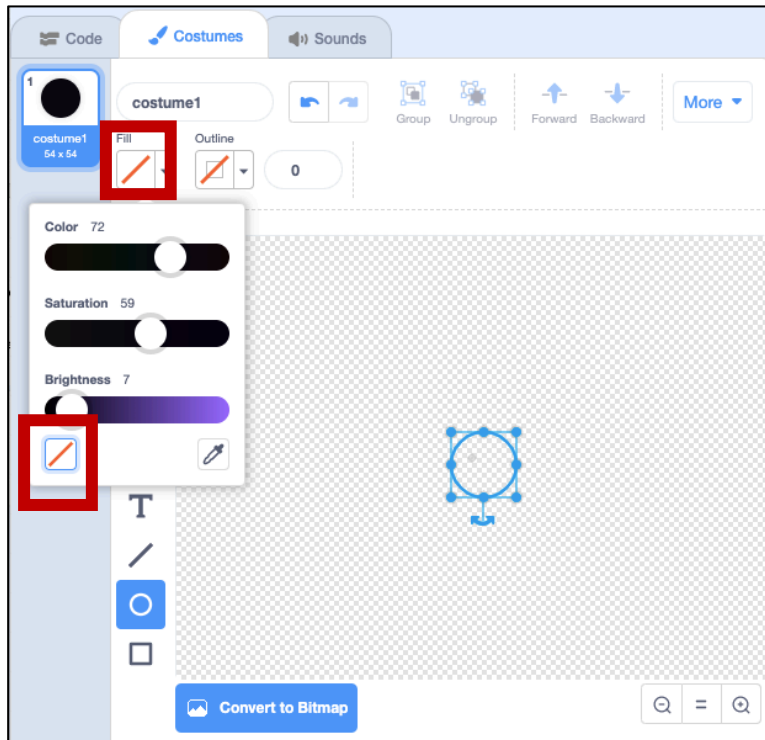 Code Costumes Sounds
1
costume1
54 x 54
costume1
Group Ungroup Forward Backward
More
Fill Outline
0
Color 72
Saturation 59
Brightness 7
T
Convert to Bitmap
=